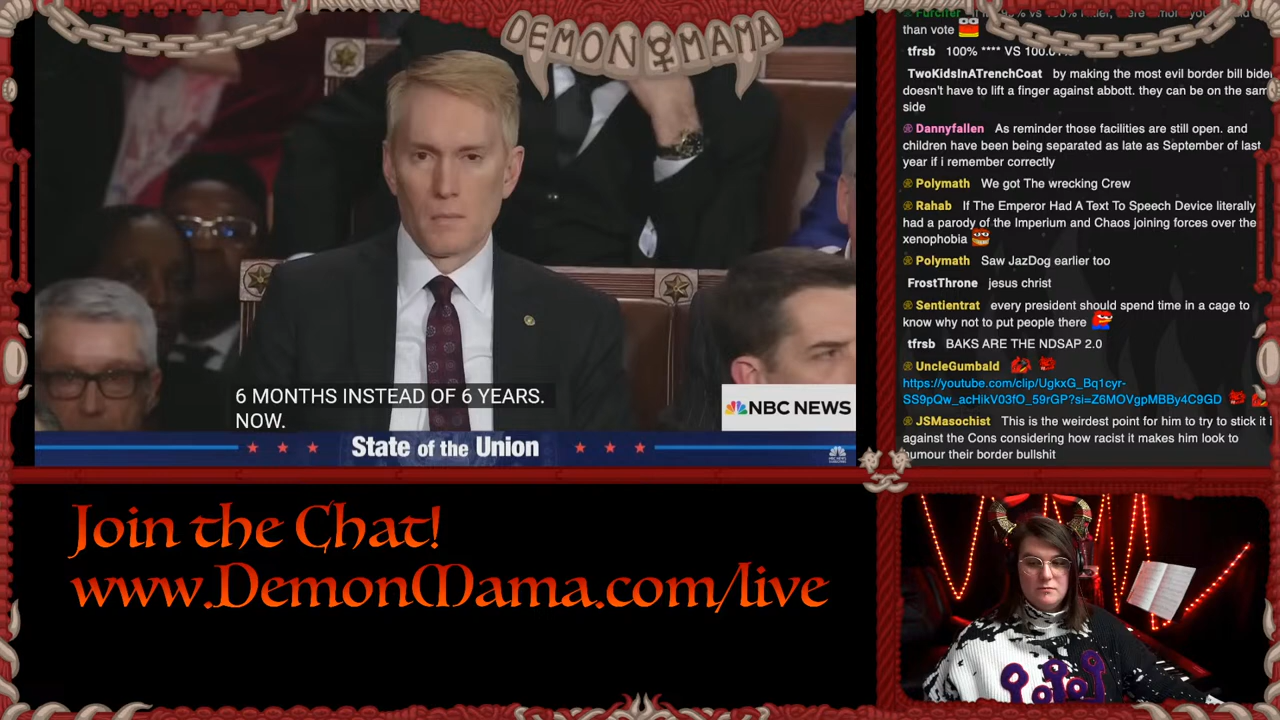 DEMON MAMA
6 MONTHS INSTEAD OF 6 YEARS.
NOW.
NBC NEWS
State of the Union
Join the Chat!
www.DemonMama.com/live
than vote
tfrsb 100% **** VS 100.
TwoKidsInATrenchCoat by making the most evil border bill biden
doesn't have to lift a finger against abbott. they can be on the same
side
Dannyfallen As reminder those facilities are still open. and
children have been being separated as late as September of last
year if i remember correctly
Polymath We got The wrecking Crew
Rahab If The Emperor Had A Text To Speech Device literally
had a parody of the Imperium and Chaos joining forces over the
xenophobia
Polymath Saw JazDog earlier too
FrostThrone jesus christ
Sentientrat every president should spend time in a cage to
know why not to put people there
tfrsb BAKS ARE THE NDSAP 2.0
UncleGumbald
https://youtube.com/clip/UgkxG_Bq1cyr-
SS9pQw_acHikV03fO_59rGP?si=Z6MOVgpMBBy4C9GD
JSMasochist This is the weirdest point for him to try to stick it i
against the Cons considering how racist it makes him look to
humour their border bullshit